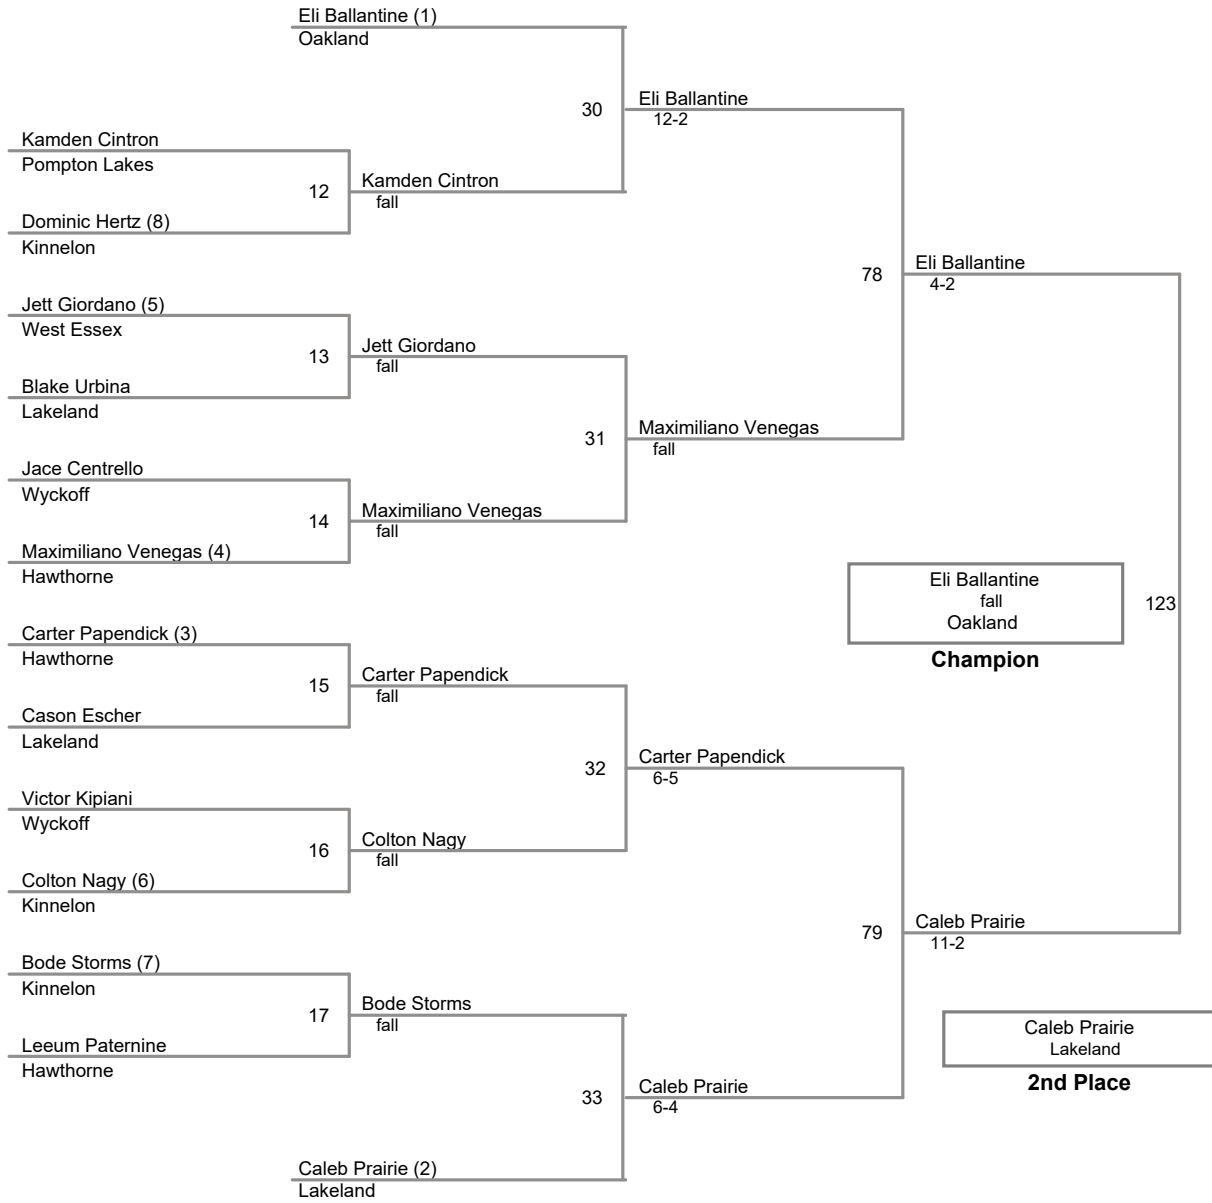 Eli Ballantine (1)
Oakland
30
Eli Ballantine
12-2
Kamden Cintron
Pompton Lakes
12
Kamden Cintron
fall
Dominic Hertz (8)
Kinnelon
78
Eli Ballantine
4-2
Jett Giordano (5)
West Essex
13
Jett Giordano
fall
Blake Urbina
Lakeland
31
Maximiliano Venegas
fall
Jace Centrello
Wyckoff
14
Maximiliano Venegas
fall
Maximiliano Venegas (4)
Hawthorne
Eli Ballantine
fall
Oakland
Champion
123
Carter Papendick (3)
Hawthorne
15
Carter Papendick
fall
Cason Escher
Lakeland
32
Carter Papendick
6-5
Victor Kipiani
Wyckoff
16
Colton Nagy
fall
Colton Nagy (6)
Kinnelon
79
Caleb Prairie
11-2
Bode Storms (7)
Kinnelon
17
Bode Storms
fall
Leeum Paternine
Hawthorne
Caleb Prairie
Lakeland
2nd Place
33
Caleb Prairie
6-4
Caleb Prairie (2)
Lakeland